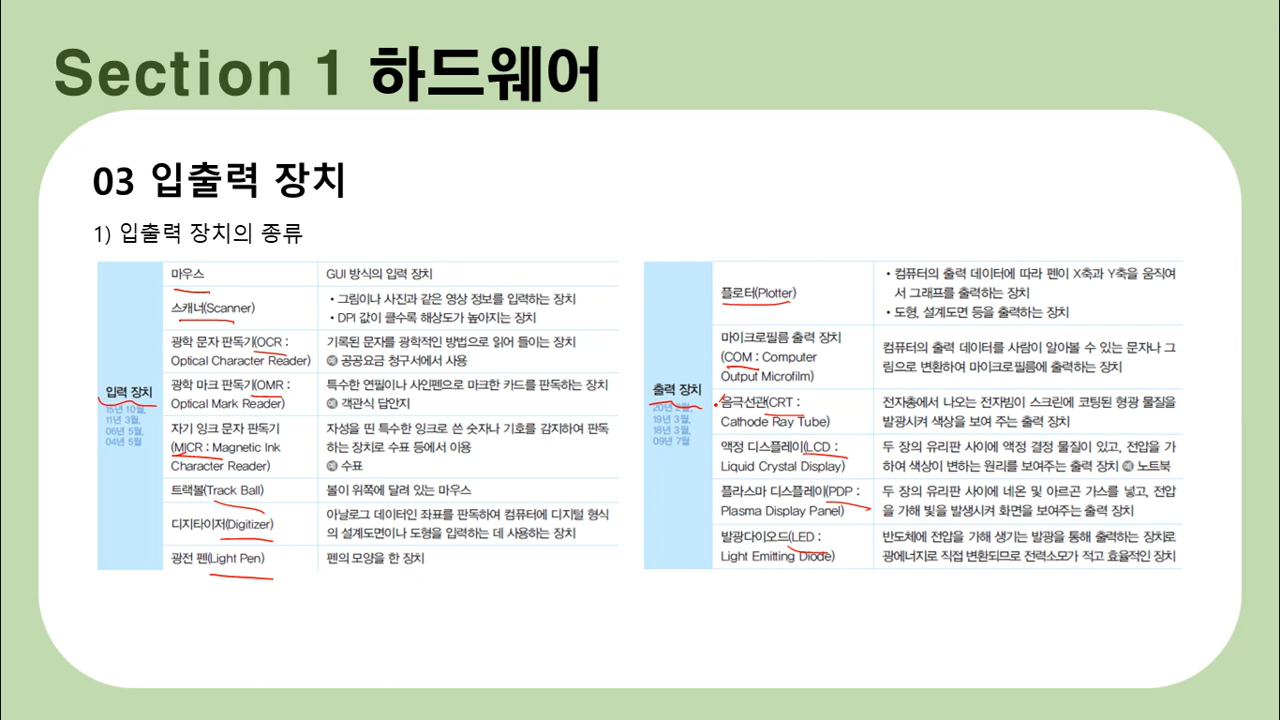 Section 1 하드웨어
03 입출력 장치
1) 입출력 장치의 종류
입력 장치
15년 10월,
11년 3월,
06년 5월,
04년 5월
마우스
GUI 방식의 입력 장치
스캐너(Scanner)
• 그림이나 사진과 같은 영상 정보를 입력하는 장치
• DPI 값이 클수록 해상도가 높아지는 장치
광학 문자 판독기(OCR :
Optical Character Reader)
기록된 문자를 광학적인 방법으로 읽어 들이는 장치
예 공공요금 청구서에서 사용
광학 마크 판독기(OMR :
Optical Mark Reader)
특수한 연필이나 사인펜으로 마크한 카드를 판독하는 장치
예 객관식 답안지
자기 잉크 문자 판독기
(MICR : Magnetic Ink
Character Reader)
자성을 띤 특수한 잉크로 쓴 숫자나 기호를 감지하여 판독
하는 장치로 수표 등에서 이용
예 수표
트랙볼(Track Ball)
볼이 위쪽에 달려 있는 마우스
디지타이저(Digitizer)
아날로그 데이터인 좌표를 판독하여 컴퓨터에 디지털 형식
의 설계도면이나 도형을 입력하는 데 사용하는 장치
광전 펜(Light Pen)
펜의 모양을 한 장치
출력 장치
20년 2월,
19년 3월,
18년 3월,
09년 7월
플로터(Plotter)
• 컴퓨터의 출력 데이터에 따라 펜이 X축과 Y축을 움직여
서 그래프를 출력하는 장치
• 도형, 설계도면 등을 출력하는 장치
마이크로필름 출력 장치
(COM : Computer
Output Microfilm)
컴퓨터의 출력 데이터를 사람이 알아볼 수 있는 문자나 그
림으로 변환하여 마이크로필름에 출력하는 장치
음극선관(CRT :
Cathode Ray Tube)
전자총에서 나오는 전자빔이 스크린에 코팅된 형광 물질을
발광시켜 색상을 보여 주는 출력 장치
액정 디스플레이(LCD :
Liquid Crystal Display)
두 장의 유리판 사이에 액정 결정 물질이 있고, 전압을 가
하여 색상이 변하는 원리를 보여주는 출력 장치 예 노트북
플라스마 디스플레이(PDP :
Plasma Display Panel)
두 장의 유리판 사이에 네온 및 아르곤 가스를 넣고, 전압
을 가해 빛을 발생시켜 화면을 보여주는 출력 장치
발광다이오드(LED :
Light Emitting Diode)
반도체에 전압을 가해 생기는 발광을 통해 출력하는 장치로
광에너지로 직접 변환되므로 전력소모가 적고 효율적인 장치